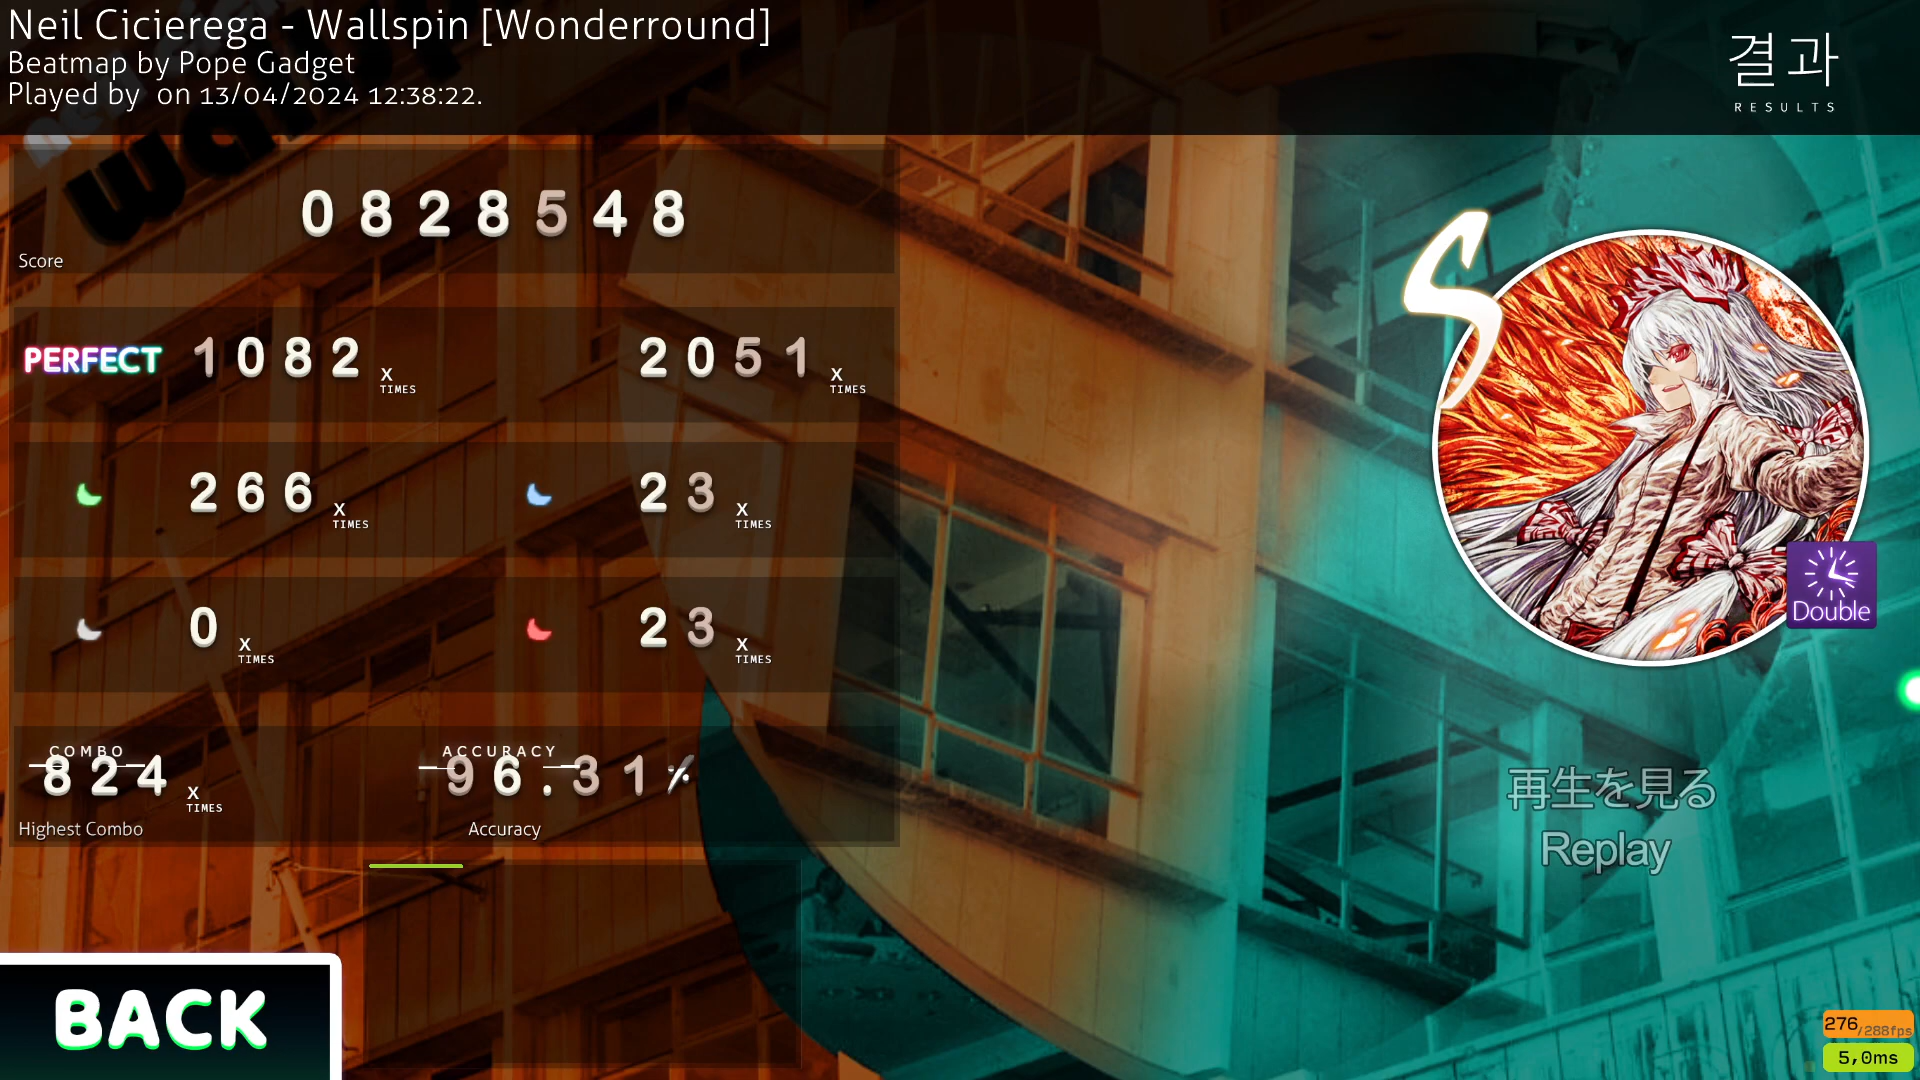 Neil Cicierega - Wallspin [Wonderround]
Beatmap by Pope Gadget
Played by  on 13/04/2024 12:38:22.
결과
RESULTS
0828548
Score
PERFECT 1082 X TIMES 2051 X TIMES
266 X TIMES 23 X TIMES
0 X TIMES 23 X TIMES
COMBO ACCURACY
824 X TIMES 96.31%
Highest Combo Accuracy
Double
再生を見る
Replay
BACK
276/288fps
5,0ms